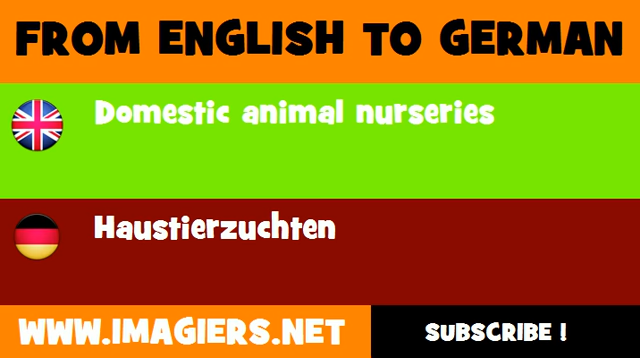 FROM ENGLISH TO GERMAN
Domestic animal nurseries
Haustierzuchten
WWW.IMAGIERS.NET
SUBSCRIBE !